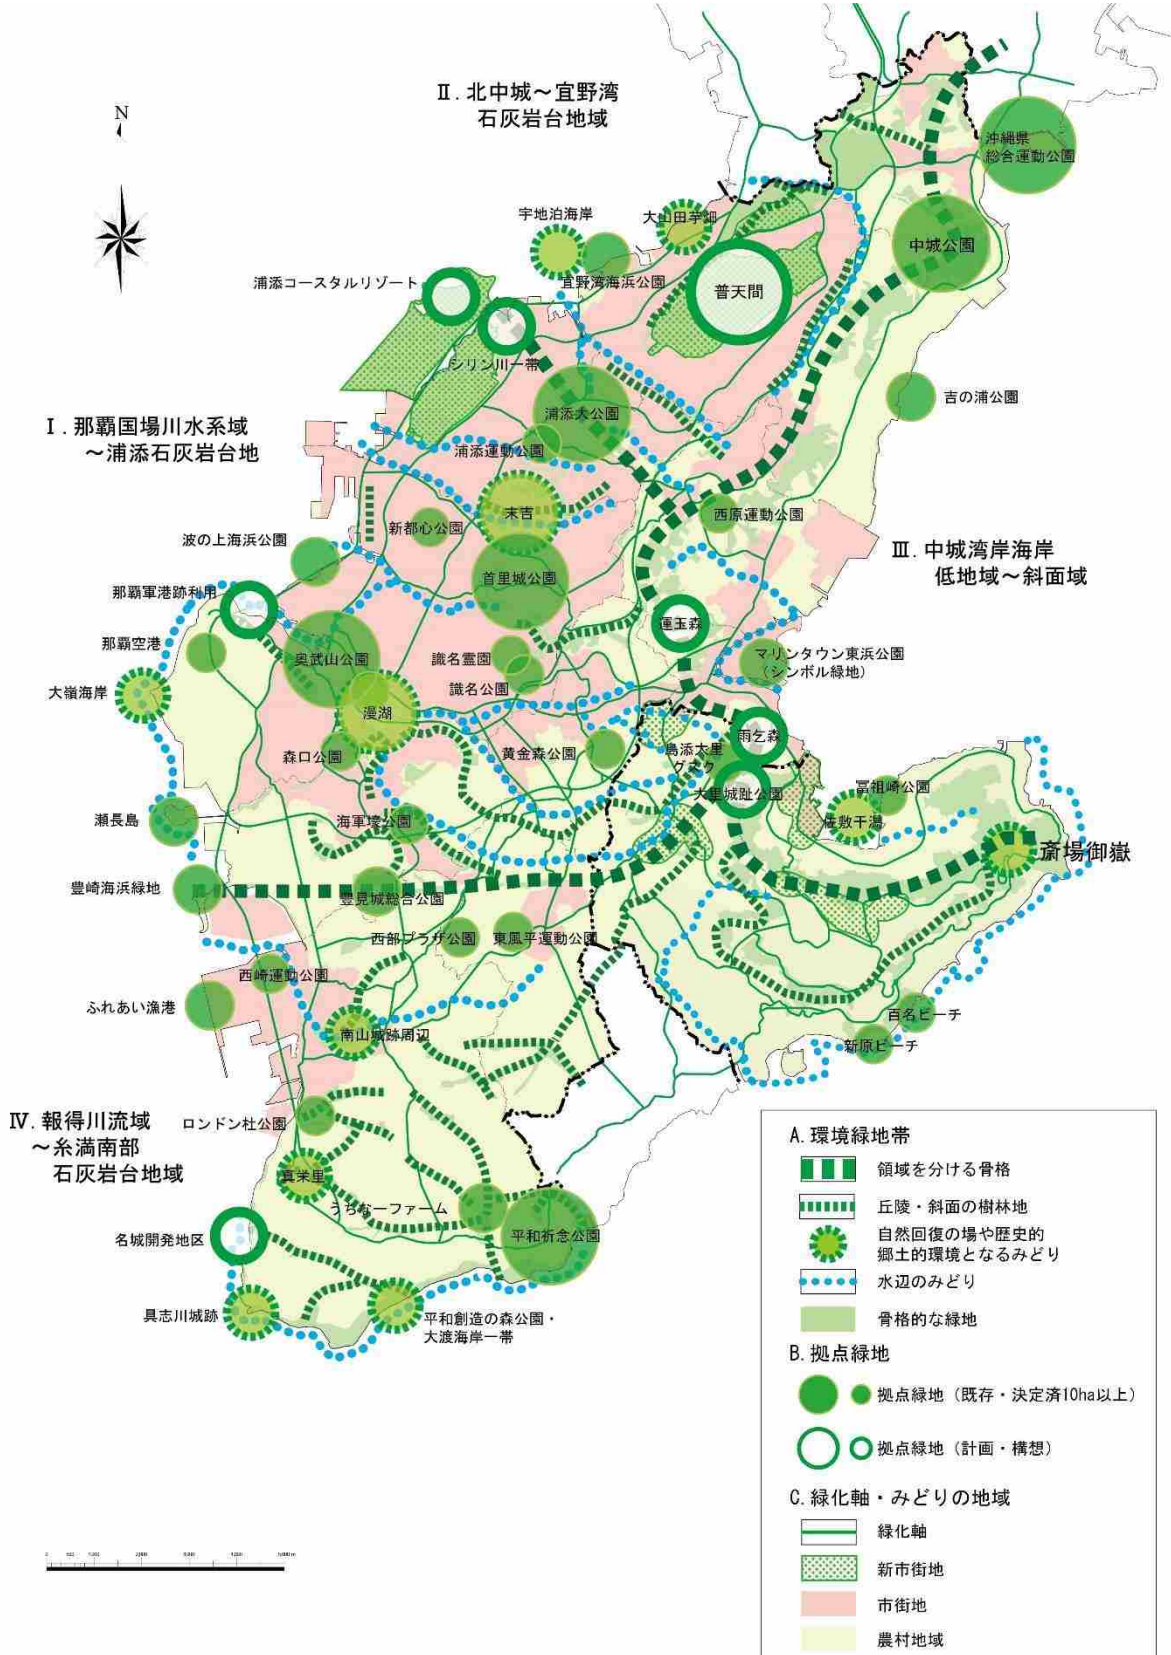 Ⅱ．北中城～宜野湾
石灰岩台地域
N
沖縄県
総合運動公園
宇地泊海岸
大山田芋畑
中城公園
浦添コースタルリゾート
宜野湾海浜公園
普天間
シリン川一帯
吉の浦公園
浦添大公園
Ⅰ．那覇国場川水系域
～浦添石灰岩台地
浦添運動公園
末吉
西原運動公園
新都心公園
波の上海浜公園
Ⅲ．中城湾岸海岸
低地域～斜面域
首里城公園
那覇軍港跡利用
運玉森
那覇空港
奥武山公園
識名霊園
マリンタウン東浜公園
（シンボル緑地）
大嶺海岸
識名公園
漫湖
雨乞森
森口公園
黄金森公園
島添大里
グスク
大里城趾公園
冨祖崎公園
瀬長島
海軍壕公園
佐敷干潟
斎場御嶽
豊崎海浜緑地
豊見城総合公園
西部プラザ公園
東風平運動公園
西崎運動公園
ふれあい漁港
百名ビーチ
南山城跡周辺
新原ビーチ
Ⅳ．報得川流域
～糸満南部
石灰岩台地域
ロンドン杜公園
真栄里
うちなーファーム
名城開発地区
平和祈念公園
具志川城跡
平和創造の森公園・
大渡海岸一帯
A. 環境緑地帯
領域を分ける骨格
丘陵・斜面の樹林地
自然回復の場や歴史的
郷土的環境となるみどり
水辺のみどり
骨格的な緑地
B. 拠点緑地
拠点緑地（既存・決定済10ha以上）
拠点緑地（計画・構想）
C. 緑化軸・みどりの地域
緑化軸
新市街地
市街地
農村地域